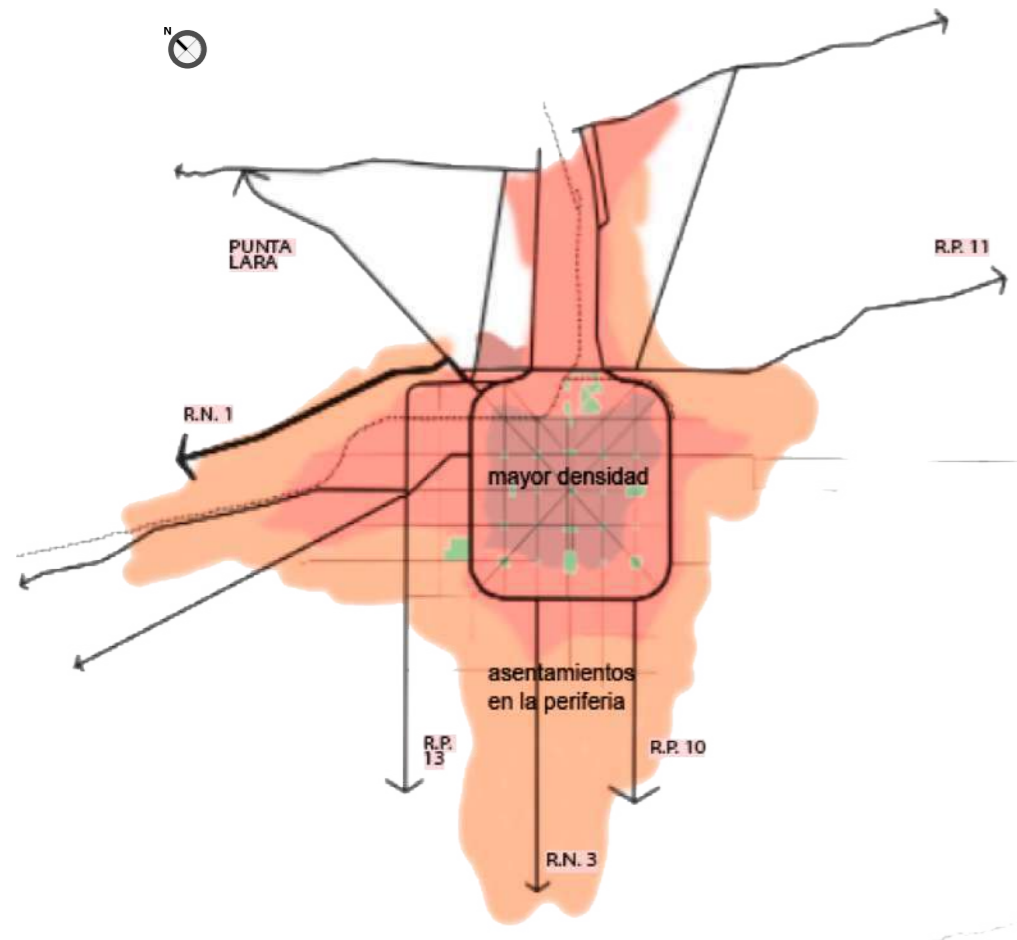 N
PUNTA
LARA
R.P. 11
R.N. 1
mayor densidad
asentamientos
en la periferia
R.P.
13
R.P. 10
R.N. 3